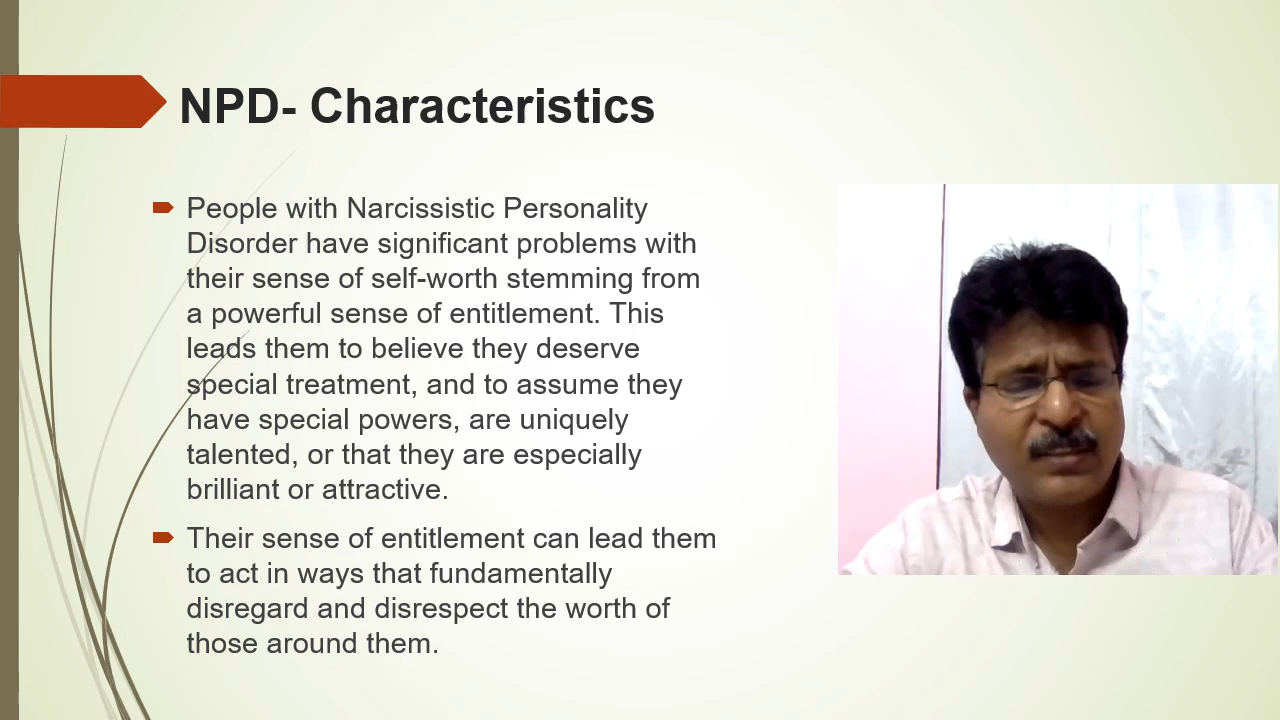 NPD- Characteristics
People with Narcissistic Personality
Disorder have significant problems with
their sense of self-worth stemming from
a powerful sense of entitlement. This
leads them to believe they deserve
special treatment, and to assume they
have special powers, are uniquely
talented, or that they are especially
brilliant or attractive.
Their sense of entitlement can lead them
to act in ways that fundamentally
disregard and disrespect the worth of
those around them.